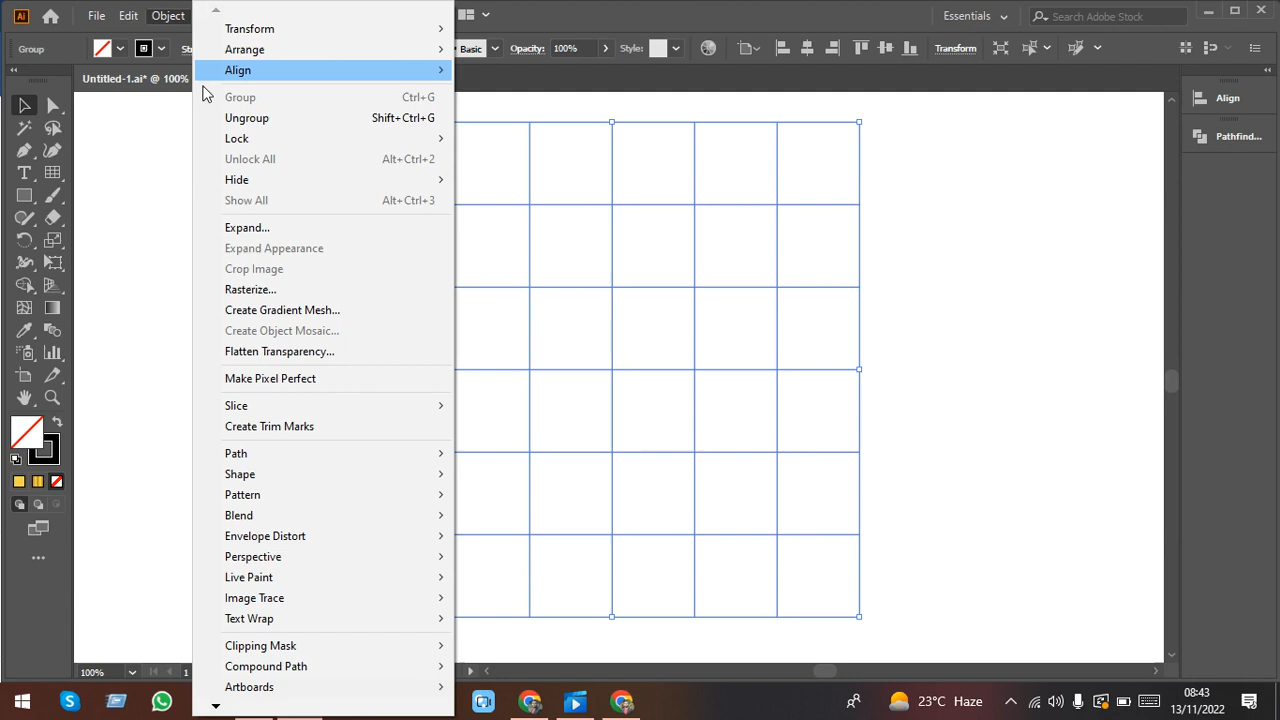 Ai File Edit Object Essentials Search Adobe Stock
Group Basic Opacity: 100% Style: Transform
Untitled-1.ai* @ 100%
Transform
Arrange
Align
Group Ctrl+G
Ungroup Shift+Ctrl+G
Lock
Unlock All Alt+Ctrl+2
Hide
Show All Alt+Ctrl+3
Expand...
Expand Appearance
Crop Image
Rasterize...
Create Gradient Mesh...
Create Object Mosaic...
Flatten Transparency...
Make Pixel Perfect
Slice
Create Trim Marks
Path
Shape
Pattern
Blend
Envelope Distort
Perspective
Live Paint
Image Trace
Text Wrap
Clipping Mask
Compound Path
Artboards
Align
Pathfind...
100% 1
23°C Haze
08:43
13/11/2022